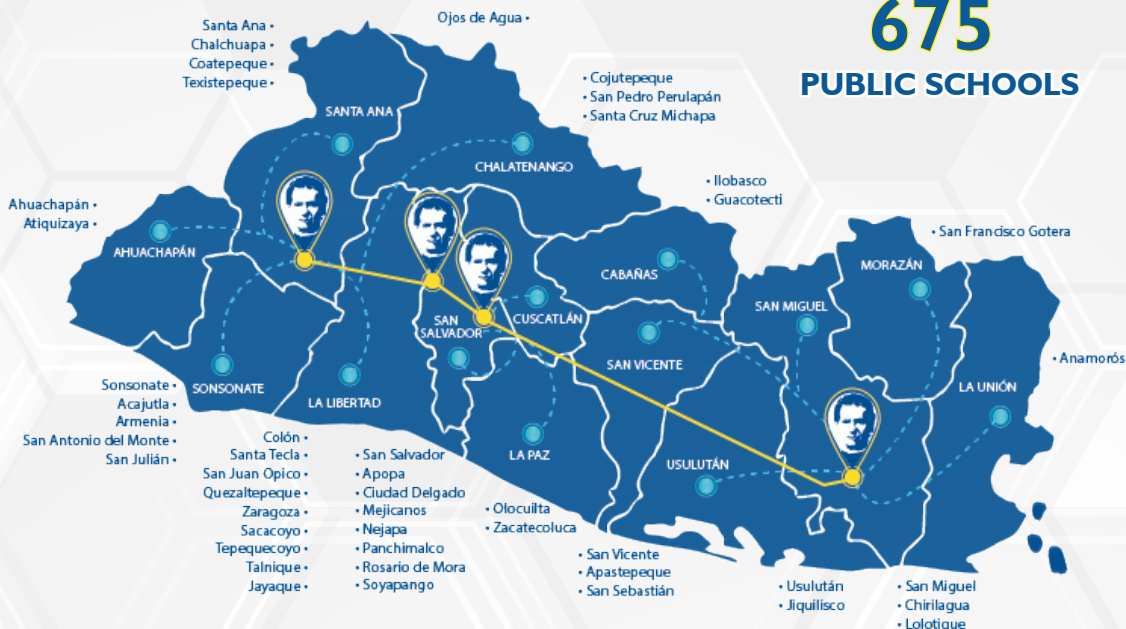 675
PUBLIC SCHOOLS
Santa Ana •
Chalchuapa •
Coatepeque •
Texistepeque •
Ojos de Agua •
• Cojutepeque
• San Pedro Perulapán
• Santa Cruz Michapa
• Ilobasco
• Guacotecti
Ahuachapán •
Atiquizaya •
• San Francisco Gotera
• Anamorós
SANTA ANA
CHALATENANGO
AHUACHAPÁN
CABAÑAS
MORAZÁN
SAN MIGUEL
SAN
SALVADOR
CUSCATLÁN
SAN VICENTE
SONSONATE
LA LIBERTAD
LA UNIÓN
LA PAZ
USULUTÁN
Sonsonate •
Acajutla •
Armenia •
San Antonio del Monte •
San Julián •
Colón •
Santa Tecla •
San Juan Opico •
Quezaltepeque •
Zaragoza •
Sacacoyo •
Tepequecoyo •
Talnique •
Jayaque •
• San Salvador
• Apopa
• Ciudad Delgado
• Mejicanos
• Nejapa
• Panchimalco
• Rosario de Mora
• Soyapango
• Olocuilta
• Zacatecoluca
• San Vicente
• Apastepeque
• San Sebastián
• Usulután
• Jiquilisco
• San Miguel
• Chirilagua
• Lolotique